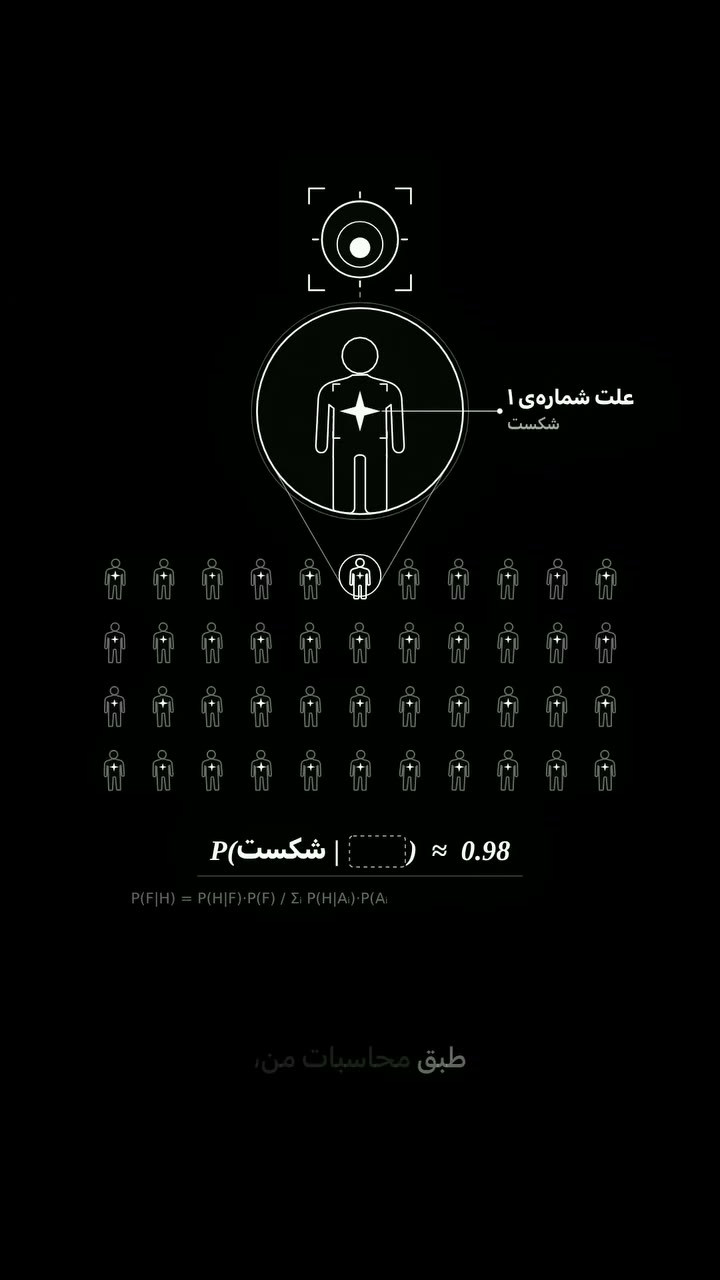 علت شماره‌ی ۱
شکست
P(شکست | ) ≈ 0.98
P(F|H) = P(H|F)·P(F) / Σᵢ P(H|Aᵢ)·P(Aᵢ
طبق محاسبات من،